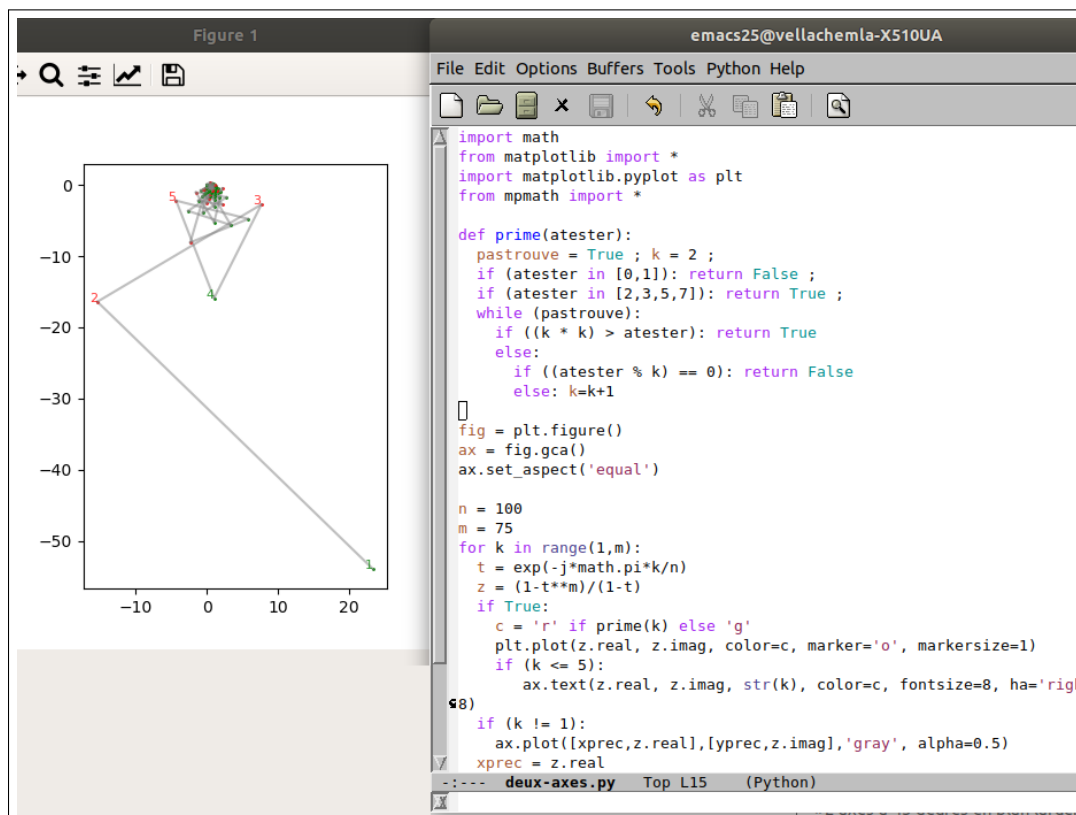 Figure 1
emacs25@vellachemla-X510UA
File Edit Options Buffers Tools Python Help
0
−10
−20
−30
−40
−50
−10
0
10
20
5
3
2
4
1
import math
from matplotlib import *
import matplotlib.pyplot as plt
from mpmath import *
def prime(atester):
  pastrouve = True ; k = 2 ;
  if (atester in [0,1]): return False ;
  if (atester in [2,3,5,7]): return True ;
  while (pastrouve):
    if ((k * k) > atester): return True
    else:
      if ((atester % k) == 0): return False
      else: k=k+1
fig = plt.figure()
ax = fig.gca()
ax.set_aspect('equal')
n = 100
m = 75
for k in range(1,m):
  t = exp(-j*math.pi*k/n)
  z = (1-t**m)/(1-t)
  if True:
    c = 'r' if prime(k) else 'g'
    plt.plot(z.real, z.imag, color=c, marker='o', markersize=1)
    if (k <= 5):
       ax.text(z.real, z.imag, str(k), color=c, fontsize=8, ha='righ
8)
  if (k != 1):
    ax.plot([xprec,z.real],[yprec,z.imag],'gray', alpha=0.5)
  xprec = z.real
-:--- deux-axes.py Top L15 (Python)